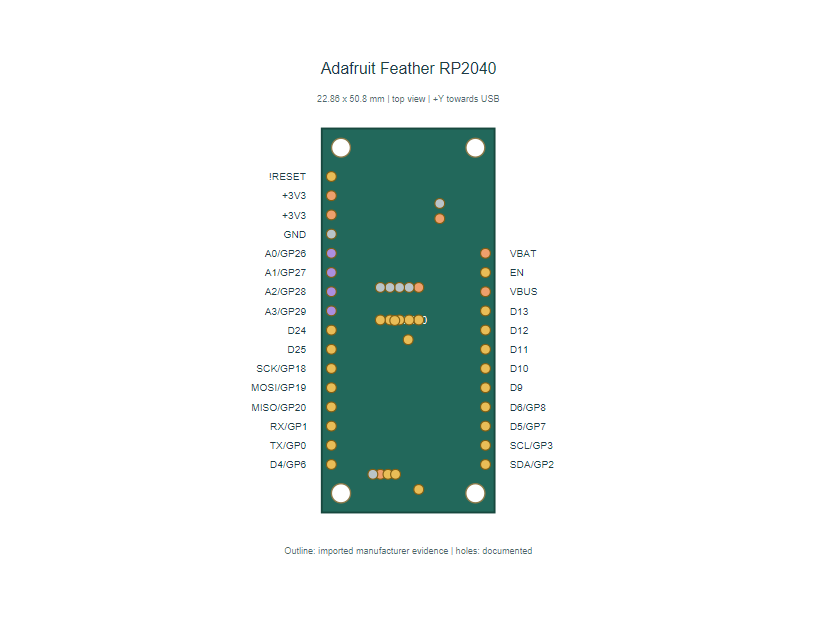 Adafruit Feather RP2040
22.86 x 50.8 mm | top view | +Y towards USB
!RESET
+3V3
+3V3
GND
A0/GP26
VBAT
A1/GP27
EN
A2/GP28
VBUS
A3/GP29
D13
D24
D12
D25
D11
SCK/GP18
D10
MOSI/GP19
D9
MISO/GP20
D6/GP8
RX/GP1
D5/GP7
TX/GP0
SCL/GP3
D4/GP6
SDA/GP2
Outline: imported manufacturer evidence | holes: documented